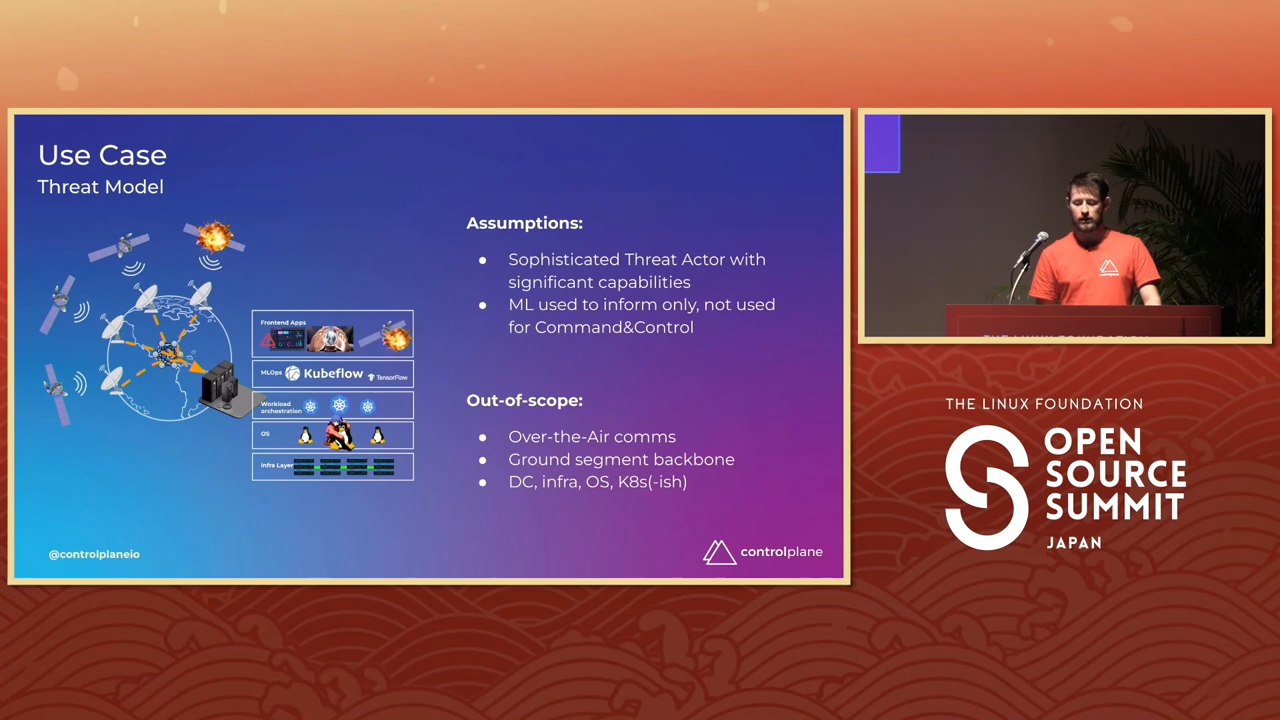 Use Case
Threat Model
Frontend Apps
MLOps
Kubeflow
TensorFlow
Workload
orchestration
OS
Infra Layer
Assumptions:
● Sophisticated Threat Actor with
significant capabilities
● ML used to inform only, not used
for Command&Control
Out-of-scope:
● Over-the-Air comms
● Ground segment backbone
● DC, infra, OS, K8s(-ish)
@controlplaneio
controlplane
controlplane
THE LINUX FOUNDATION
OPEN
SOURCE
SUMMIT
JAPAN